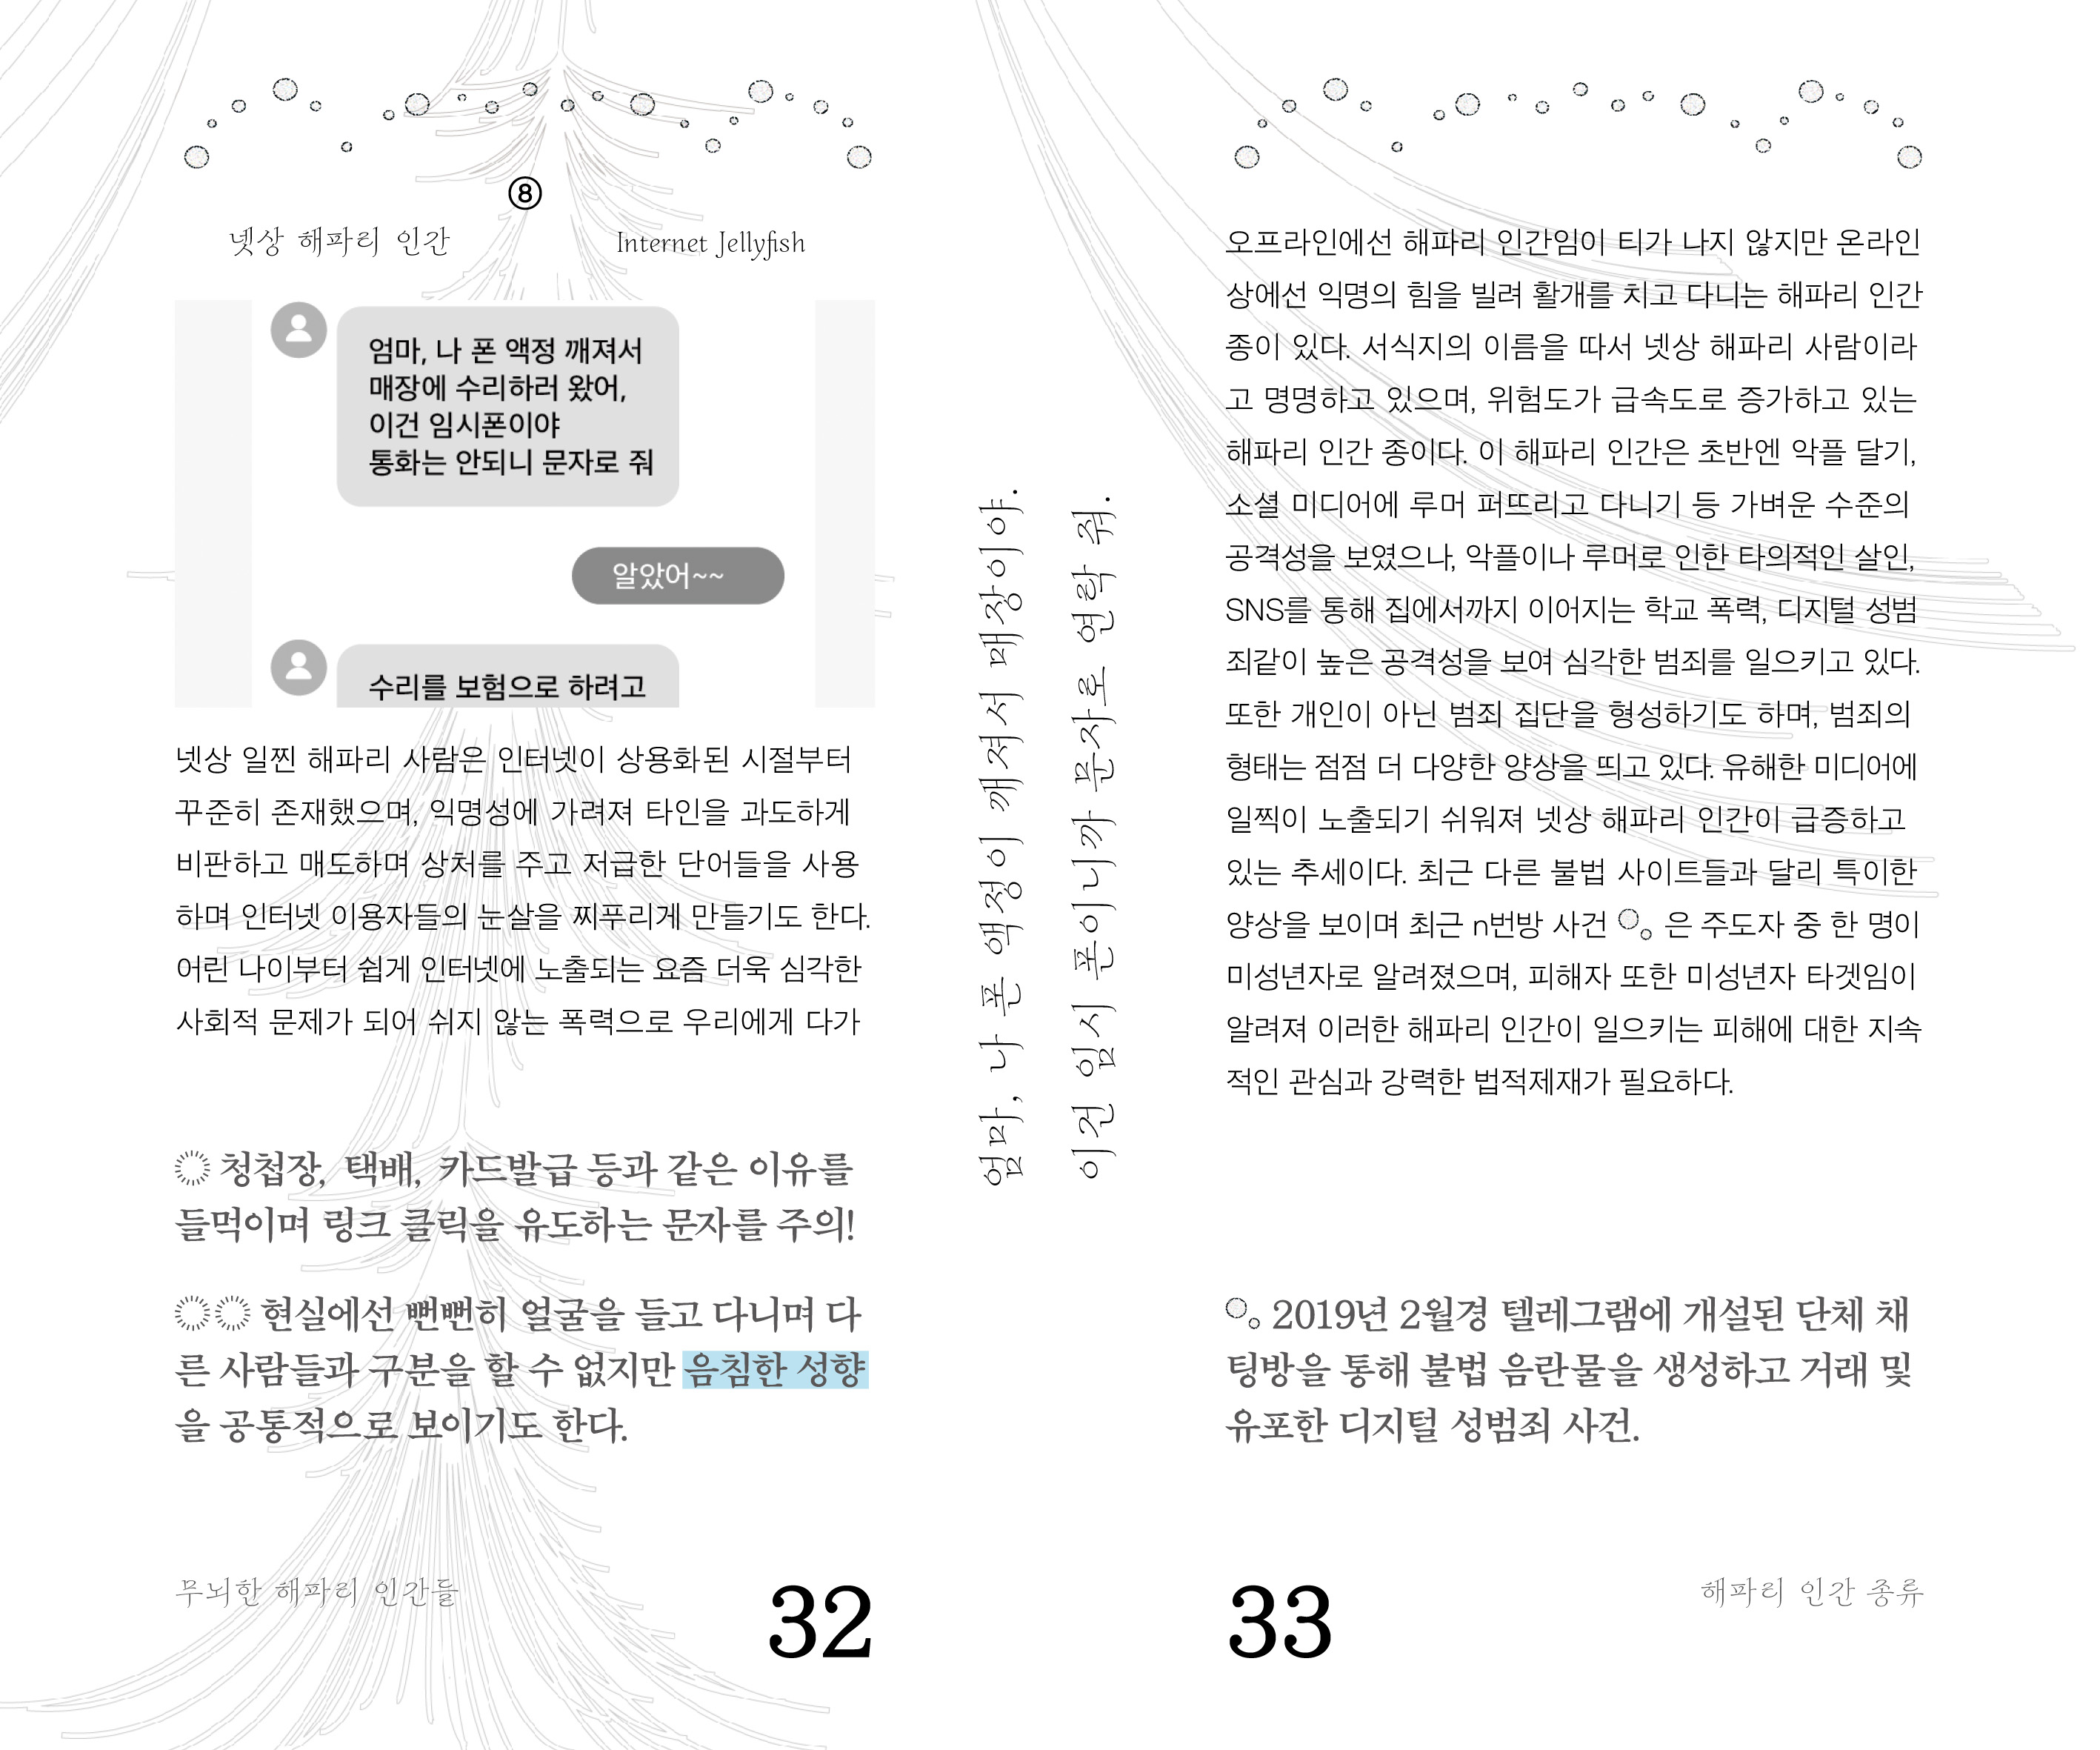 ⑧
넷상 해파리 인간
Internet Jellyfish
엄마, 나 폰 액정 깨져서
매장에 수리하러 왔어,
이건 임시폰이야
통화는 안되니 문자로 줘
알았어~~
수리를 보험으로 하려고
넷상 일찐 해파리 사람은 인터넷이 상용화된 시절부터
꾸준히 존재했으며, 익명성에 가려져 타인을 과도하게
비판하고 매도하며 상처를 주고 저급한 단어들을 사용
하며 인터넷 이용자들의 눈살을 찌푸리게 만들기도 한다.
어린 나이부터 쉽게 인터넷에 노출되는 요즘 더욱 심각한
사회적 문제가 되어 쉬지 않는 폭력으로 우리에게 다가
청첩장, 택배, 카드발급 등과 같은 이유를
들먹이며 링크 클릭을 유도하는 문자를 주의!
현실에선 뻔뻔히 얼굴을 들고 다니며 다
른 사람들과 구분을 할 수 없지만 음침한 성향
을 공통적으로 보이기도 한다.
무뇌한 해파리 인간들
32
엄마, 나 폰 액정이 깨져서 매장이야.
이건 임시 폰이니까 문자로 연락 줘.
오프라인에선 해파리 인간임이 티가 나지 않지만 온라인
상에선 익명의 힘을 빌려 활개를 치고 다니는 해파리 인간
종이 있다. 서식지의 이름을 따서 넷상 해파리 사람이라
고 명명하고 있으며, 위험도가 급속도로 증가하고 있는
해파리 인간 종이다. 이 해파리 인간은 초반엔 악플 달기,
소셜 미디어에 루머 퍼뜨리고 다니기 등 가벼운 수준의
공격성을 보였으나, 악플이나 루머로 인한 타의적인 살인,
SNS를 통해 집에서까지 이어지는 학교 폭력, 디지털 성범
죄같이 높은 공격성을 보여 심각한 범죄를 일으키고 있다.
또한 개인이 아닌 범죄 집단을 형성하기도 하며, 범죄의
형태는 점점 더 다양한 양상을 띄고 있다. 유해한 미디어에
일찍이 노출되기 쉬워져 넷상 해파리 인간이 급증하고
있는 추세이다. 최근 다른 불법 사이트들과 달리 특이한
양상을 보이며 최근 n번방 사건 은 주도자 중 한 명이
미성년자로 알려졌으며, 피해자 또한 미성년자 타겟임이
알려져 이러한 해파리 인간이 일으키는 피해에 대한 지속
적인 관심과 강력한 법적제재가 필요하다.
2019년 2월경 텔레그램에 개설된 단체 채
팅방을 통해 불법 음란물을 생성하고 거래 및
유포한 디지털 성범죄 사건.
33
해파리 인간 종류